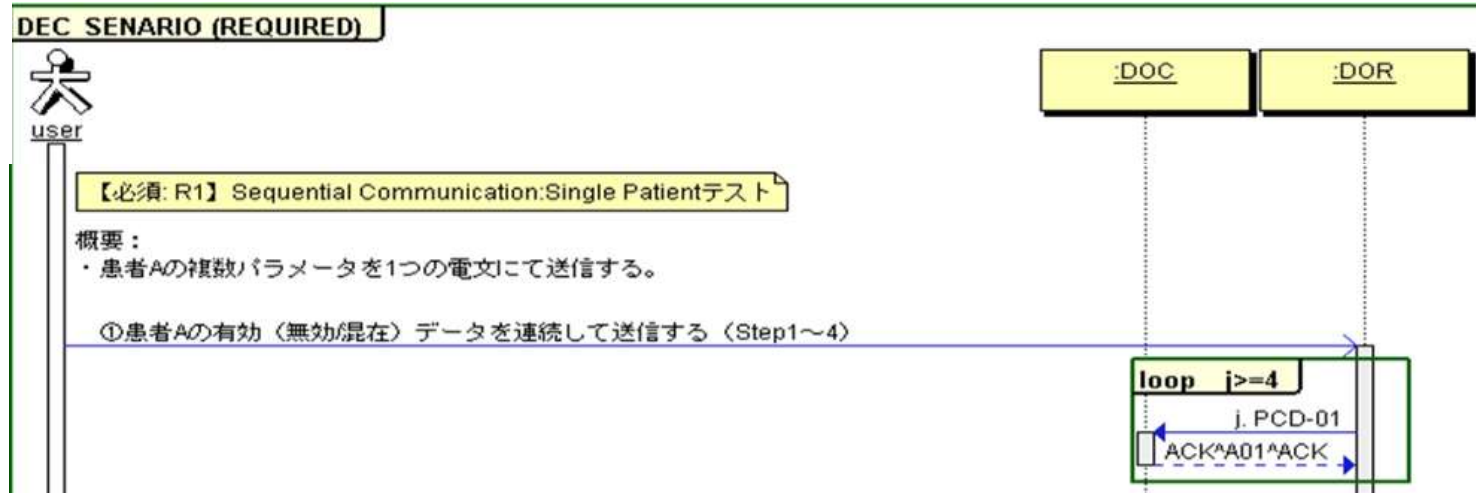 DEC SENARIO (REQUIRED)
:DOC
:DOR
user
【必須: R1】 Sequential Communication:Single Patientテスト
概要：
・患者Aの複数パラメータを1つの電文にて送信する。
①患者Aの有効（無効/混在）データを連続して送信する（Step1～4）
loop j>=4
j. PCD-01
ACK^A01^ACK